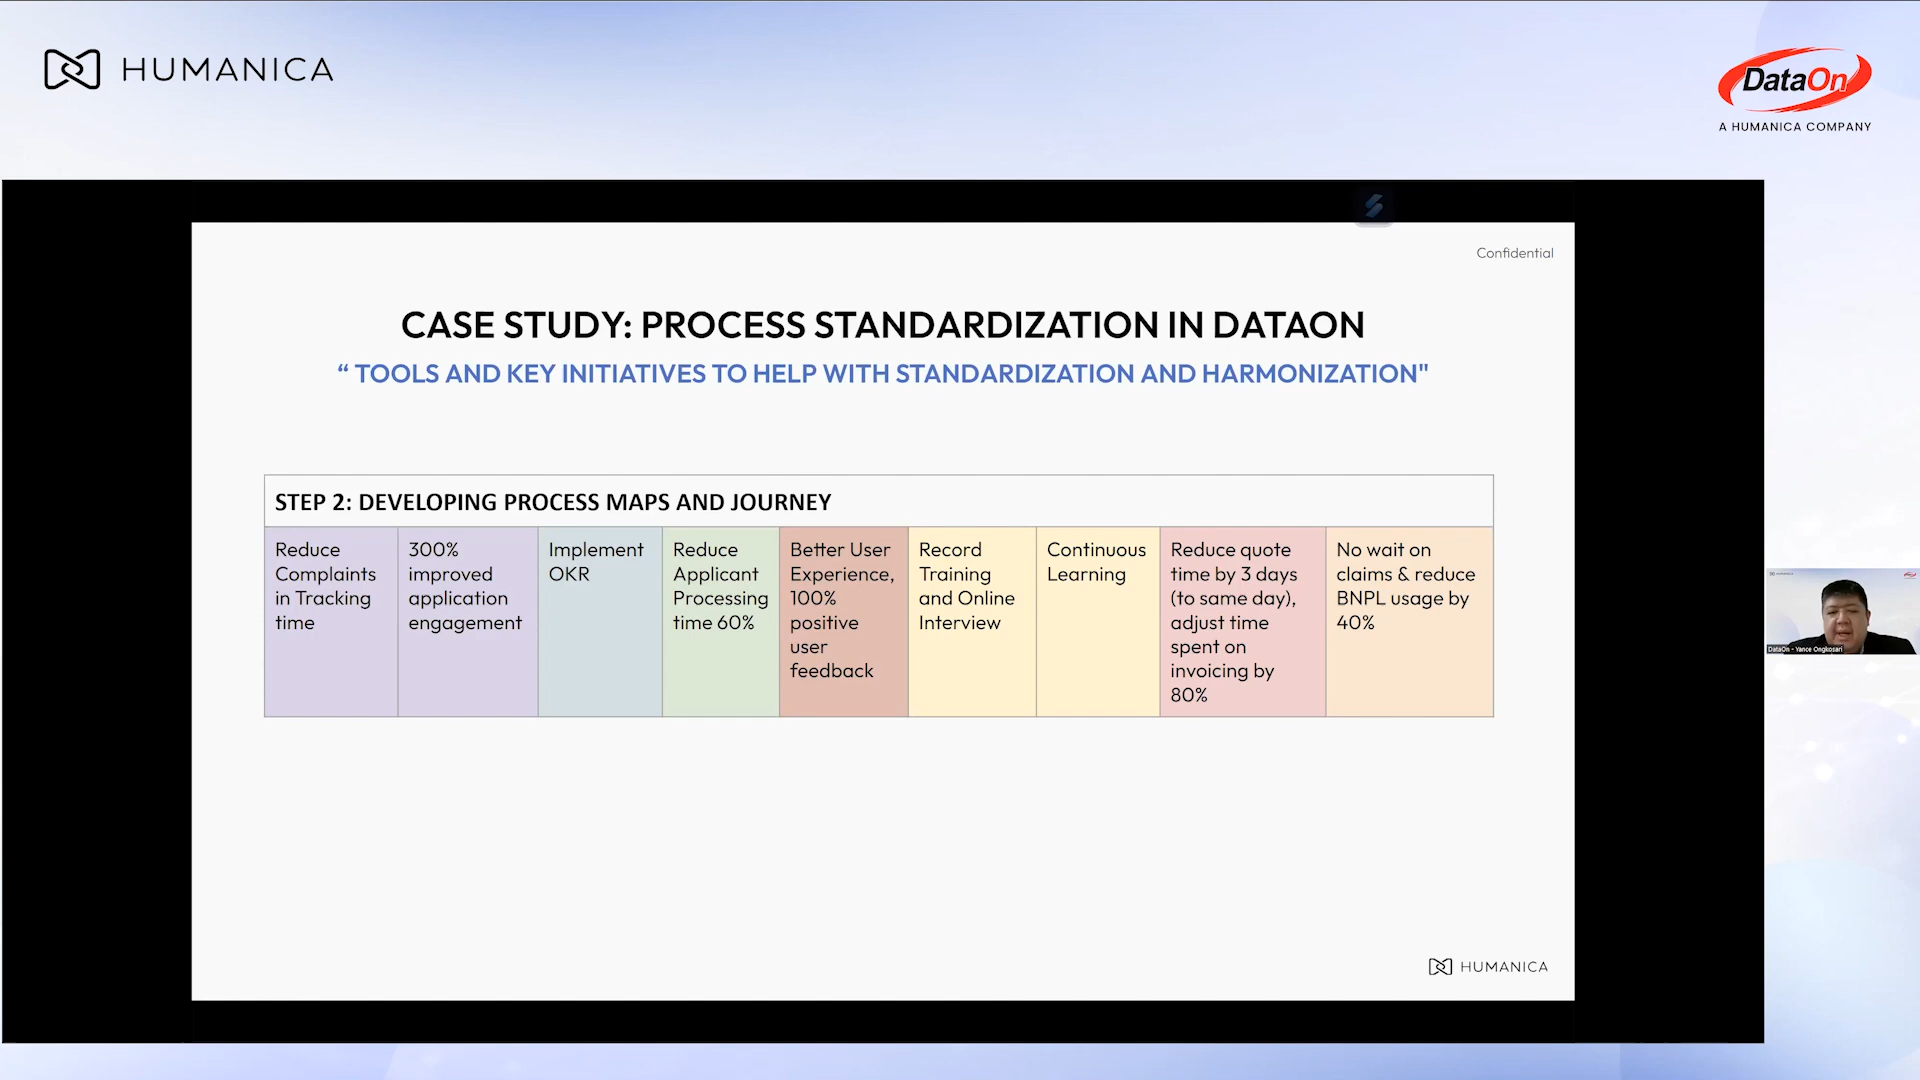 HUMANICA
DataOn
A HUMANICA COMPANY
Confidential
CASE STUDY: PROCESS STANDARDIZATION IN DATAON
“ TOOLS AND KEY INITIATIVES TO HELP WITH STANDARDIZATION AND HARMONIZATION"
STEP 2: DEVELOPING PROCESS MAPS AND JOURNEY
Reduce
Complaints
in Tracking
time
300%
improved
application
engagement
Implement
OKR
Reduce
Applicant
Processing
time 60%
Better User
Experience,
100%
positive
user
feedback
Record
Training
and Online
Interview
Continuous
Learning
Reduce quote
time by 3 days
(to same day),
adjust time
spent on
invoicing by
80%
No wait on
claims & reduce
BNPL usage by
40%
DataOn - Yance Ongkosari
HUMANICA